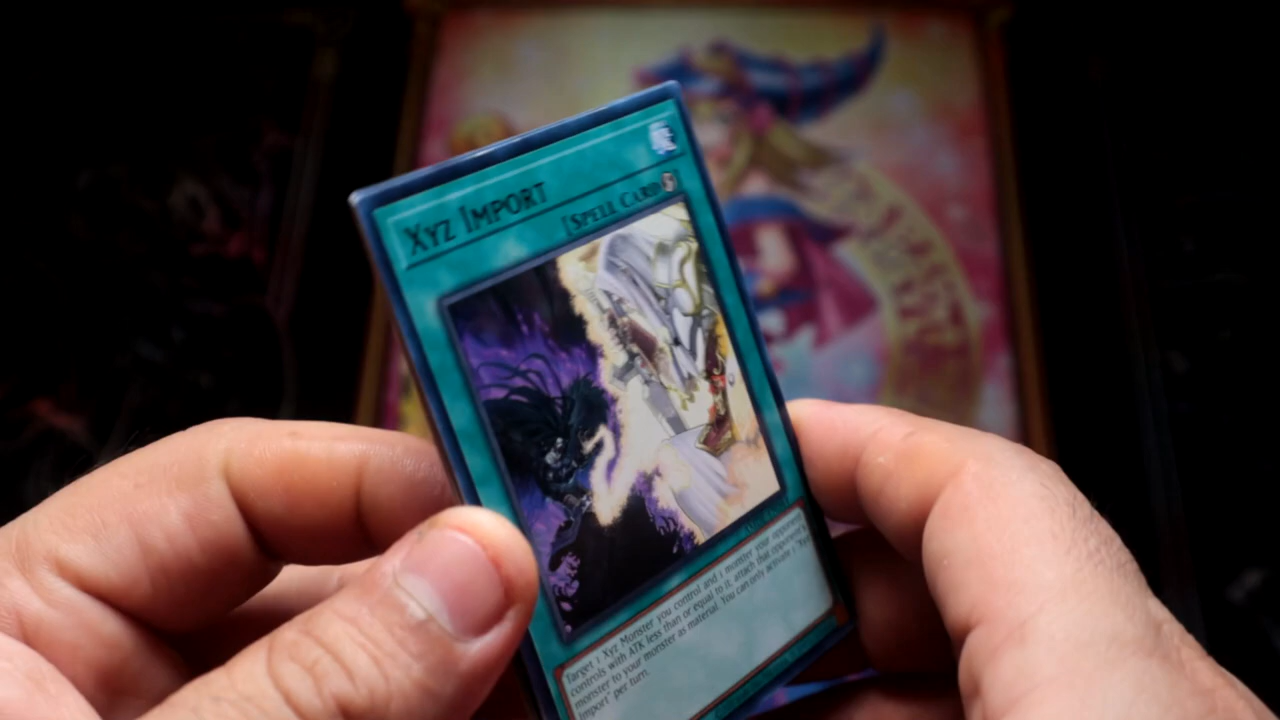 Xyz Import
[Spell Card
Target 1 Xyz Monster you control and 1 monster your opponent
controls with ATK less than or equal to it; attach that opponent's
monster to your monster as material. You can only activate 1 "Xyz
Import" per turn.